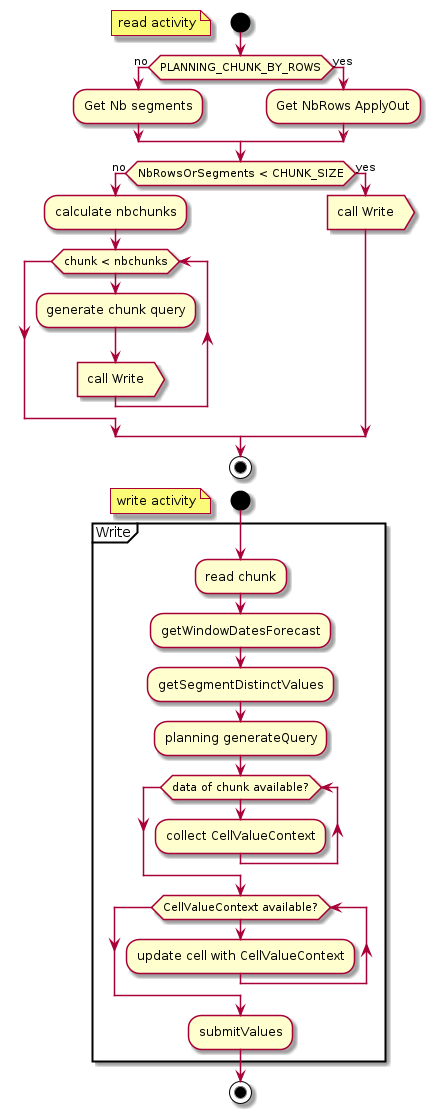 read activity
no
PLANNING_CHUNK_BY_ROWS
yes
Get Nb segments
Get NbRows ApplyOut
no
NbRowsOrSegments < CHUNK_SIZE
yes
calculate nbchunks
call Write
chunk < nbchunks
generate chunk query
call Write
write activity
Write
read chunk
getWindowDatesForecast
getSegmentDistinctValues
planning generateQuery
data of chunk available?
collect CellValueContext
CellValueContext available?
update cell with CellValueContext
submitValues